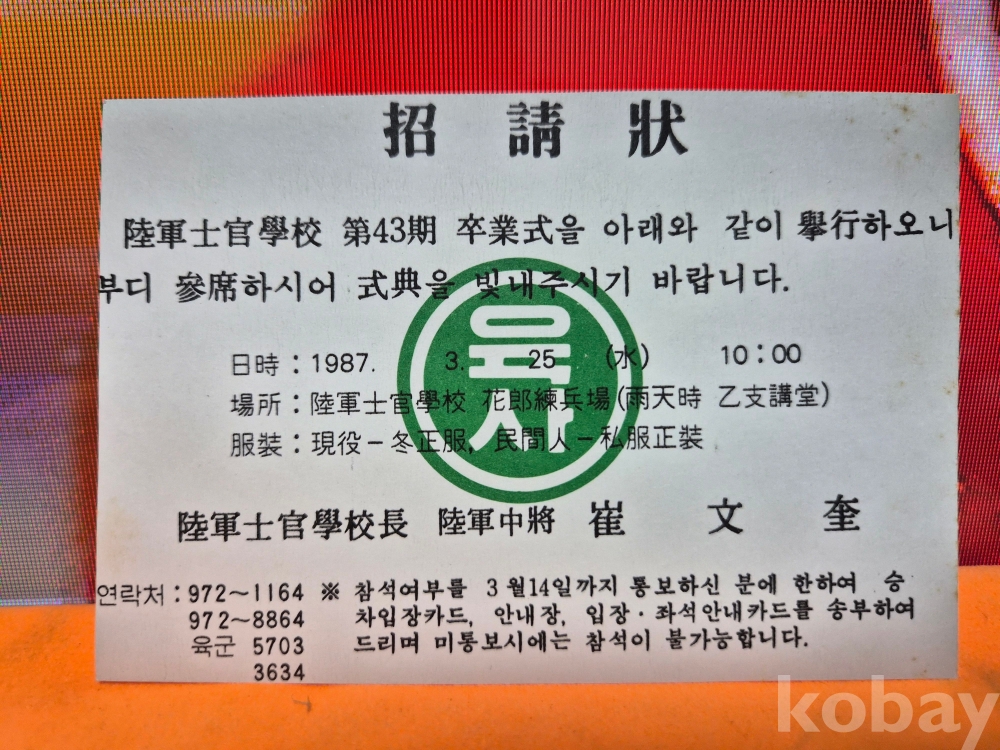 招請狀
陸軍士官學校 第43期 卒業式을 아래와 같이 擧行하오니
부디 參席하시어 式典을 빛내주시기 바랍니다.
육사
日時 : 1987. 3. 25 (水) 10 : 00
場所 : 陸軍士官學校 花郎練兵場 (雨天時 乙支講堂)
服裝 : 現役 - 冬正服, 民間人 - 私服正裝
陸軍士官學校長 陸軍中將 崔文奎
연락처 : 972~1164 ※ 참석여부를 3월14일까지 통보하신 분에 한하여 승
972~8864 차입장카드, 안내장, 입장·좌석안내카드를 송부하여
육군 5703 드리며 미통보시에는 참석이 불가능합니다.
3634
kobay